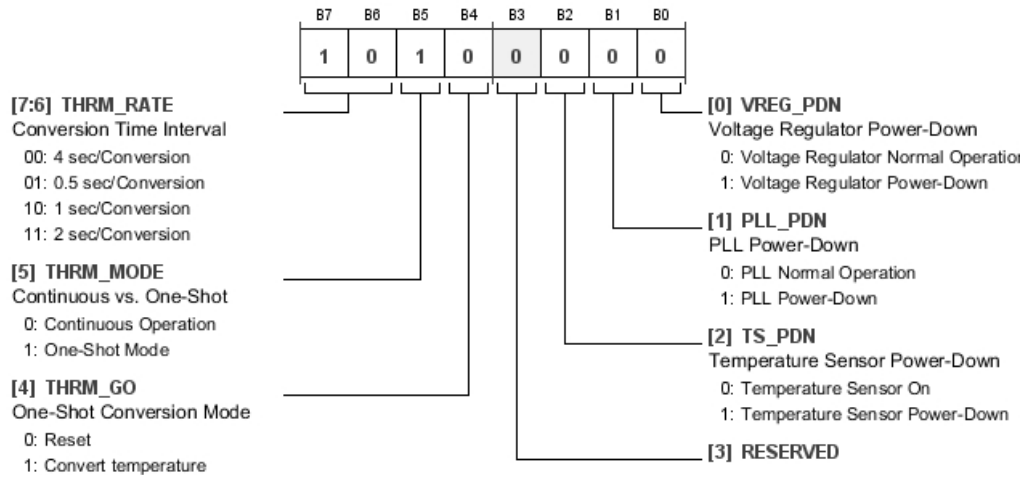 B7 B6 B5 B4 B3 B2 B1 B0
1 0 1 0 0 0 0 0
[7:6] THRM_RATE
Conversion Time Interval
00: 4 sec/Conversion
01: 0.5 sec/Conversion
10: 1 sec/Conversion
11: 2 sec/Conversion
[5] THRM_MODE
Continuous vs. One-Shot
0: Continuous Operation
1: One-Shot Mode
[4] THRM_GO
One-Shot Conversion Mode
0: Reset
1: Convert temperature
[0] VREG_PDN
Voltage Regulator Power-Down
0: Voltage Regulator Normal Operation
1: Voltage Regulator Power-Down
[1] PLL_PDN
PLL Power-Down
0: PLL Normal Operation
1: PLL Power-Down
[2] TS_PDN
Temperature Sensor Power-Down
0: Temperature Sensor On
1: Temperature Sensor Power-Down
[3] RESERVED